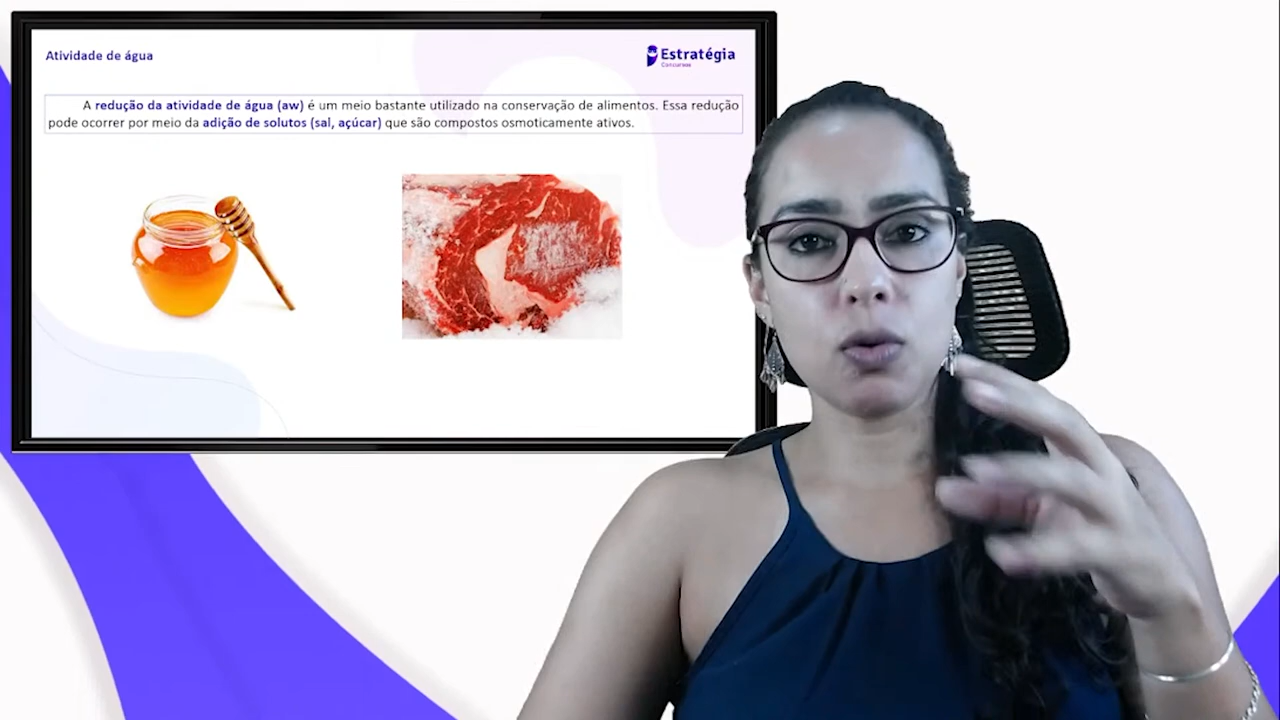 Atividade de água
Estratégia
Concursos
A redução da atividade de água (aw) é um meio bastante utilizado na conservação de alimentos. Essa redução
pode ocorrer por meio da adição de solutos (sal, açúcar) que são compostos osmoticamente ativos.